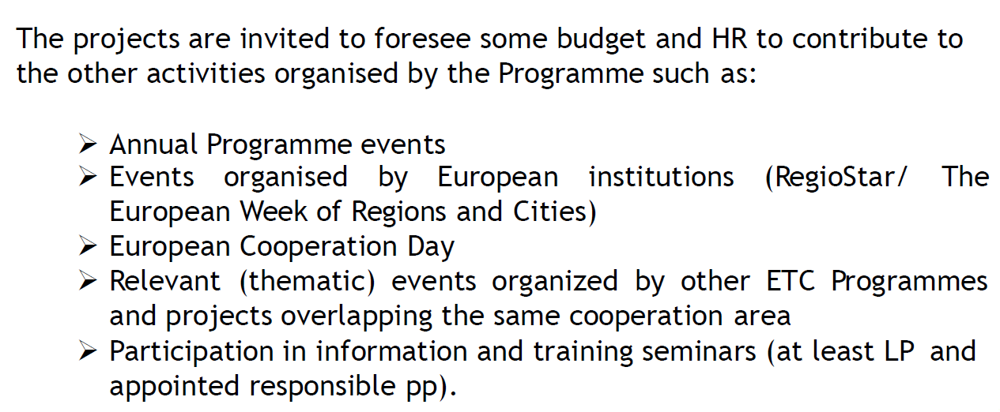 The projects are invited to foresee some budget and HR to contribute to
the other activities organised by the Programme such as:
➢ Annual Programme events
➢ Events organised by European institutions (RegioStar/ The
European Week of Regions and Cities)
➢ European Cooperation Day
➢ Relevant (thematic) events organized by other ETC Programmes
and projects overlapping the same cooperation area
➢ Participation in information and training seminars (at least LP and
appointed responsible pp).